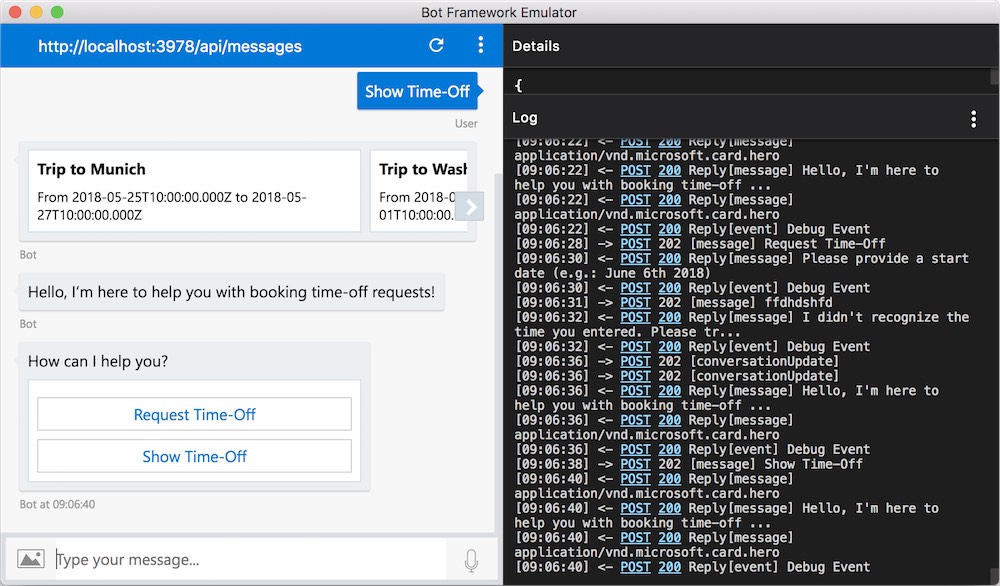 Bot Framework Emulator
http://localhost:3978/api/messages
Show Time-Off
User
Trip to Munich
From 2018-05-25T10:00:00.000Z to 2018-05-
27T10:00:00.000Z
Trip to Wash
From 2018-0
01T10:00:00.
Bot
Hello, I'm here to help you with booking time-off requests!
Bot
How can I help you?
Request Time-Off
Show Time-Off
Bot at 09:06:40
Type your message...
Details
{
Log
[09:06:22] <- POST 200 Reply[message]
application/vnd.microsoft.card.hero
[09:06:22] <- POST 200 Reply[message] Hello, I'm here to
help you with booking time-off ...
[09:06:22] <- POST 200 Reply[message]
application/vnd.microsoft.card.hero
[09:06:22] <- POST 200 Reply[event] Debug Event
[09:06:28] -> POST 202 [message] Request Time-Off
[09:06:30] <- POST 200 Reply[message] Please provide a start
date (e.g.: June 6th 2018)
[09:06:30] <- POST 200 Reply[event] Debug Event
[09:06:31] -> POST 202 [message] ffdhdshfd
[09:06:32] <- POST 200 Reply[message] I didn't recognize the
time you entered. Please tr...
[09:06:32] <- POST 200 Reply[event] Debug Event
[09:06:36] -> POST 202 [conversationUpdate]
[09:06:36] -> POST 202 [conversationUpdate]
[09:06:36] <- POST 200 Reply[message] Hello, I'm here to
help you with booking time-off ...
[09:06:36] <- POST 200 Reply[message]
application/vnd.microsoft.card.hero
[09:06:36] <- POST 200 Reply[event] Debug Event
[09:06:38] -> POST 202 [message] Show Time-Off
[09:06:40] <- POST 200 Reply[message]
application/vnd.microsoft.card.hero
[09:06:40] <- POST 200 Reply[message] Hello, I'm here to
help you with booking time-off ...
[09:06:40] <- POST 200 Reply[message]
application/vnd.microsoft.card.hero
[09:06:40] <- POST 200 Reply[event] Debug Event